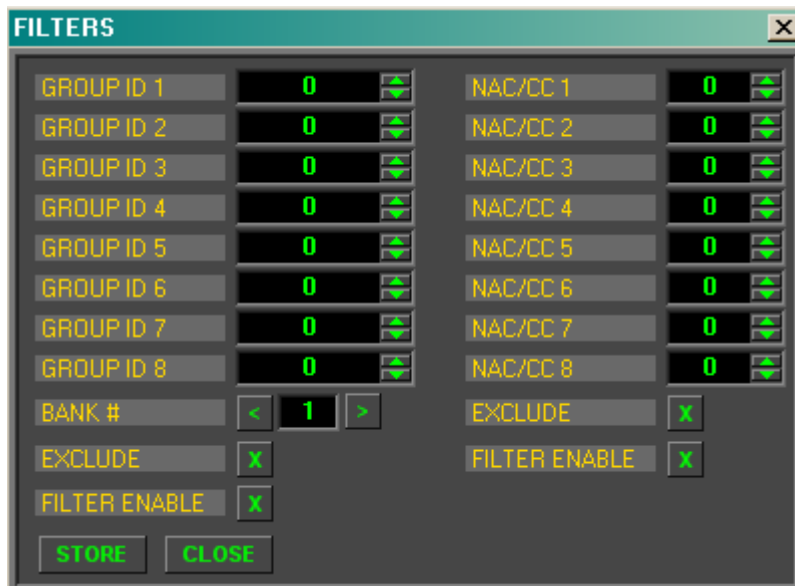 FILTERS
GROUP ID 1 0 NAC/CC 1 0
GROUP ID 2 0 NAC/CC 2 0
GROUP ID 3 0 NAC/CC 3 0
GROUP ID 4 0 NAC/CC 4 0
GROUP ID 5 0 NAC/CC 5 0
GROUP ID 6 0 NAC/CC 6 0
GROUP ID 7 0 NAC/CC 7 0
GROUP ID 8 0 NAC/CC 8 0
BANK # < 1 > EXCLUDE X
EXCLUDE X FILTER ENABLE X
FILTER ENABLE X
STORE CLOSE